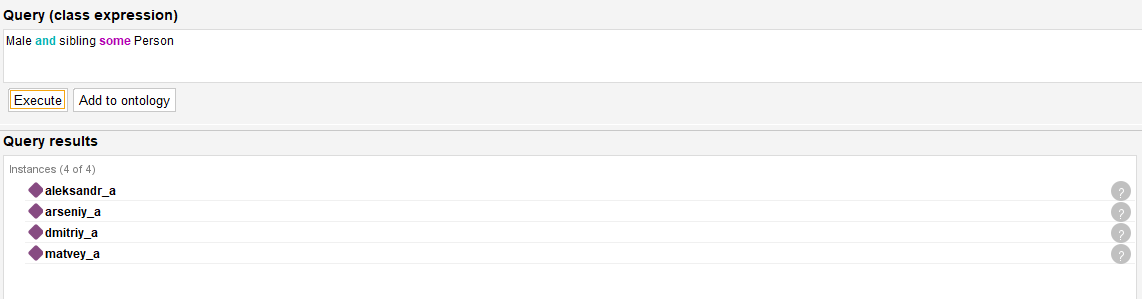 Query (class expression)
Male and sibling some Person
Execute Add to ontology
Query results
Instances (4 of 4)
aleksandr_a ?
arseniy_a ?
dmitriy_a ?
matvey_a ?